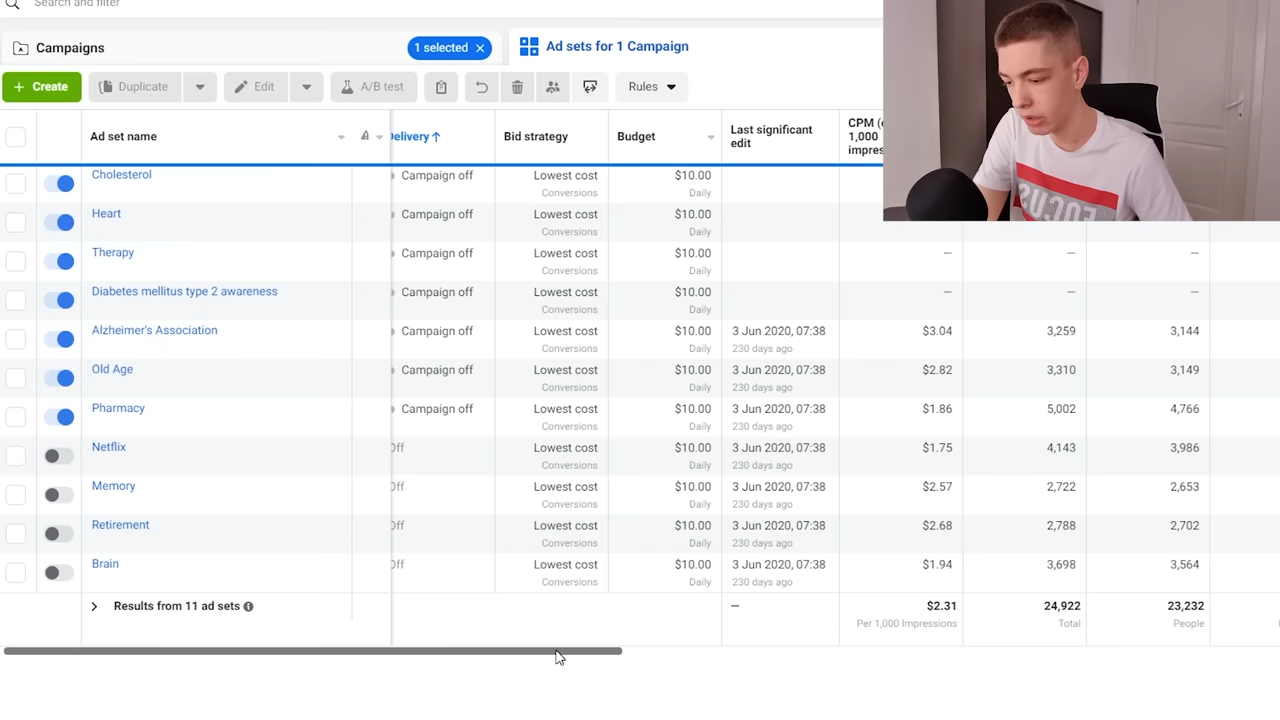 Search and filter
Campaigns
1 selected ×
Ad sets for 1 Campaign
+ Create
Duplicate
Edit
A/B test
Rules
Ad set name
Delivery ↑
Bid strategy
Budget
Last significant
edit
CPM
1,000
Cholesterol
Campaign off
Lowest cost
Conversions
$10.00
Daily
Heart
Campaign off
Lowest cost
Conversions
$10.00
Daily
Therapy
Campaign off
Lowest cost
Conversions
$10.00
Daily
—
—
—
Diabetes mellitus type 2 awareness
Campaign off
Lowest cost
Conversions
$10.00
Daily
—
—
—
Alzheimer's Association
Campaign off
Lowest cost
Conversions
$10.00
Daily
3 Jun 2020, 07:38
230 days ago
$3.04
3,259
3,144
Old Age
Campaign off
Lowest cost
Conversions
$10.00
Daily
3 Jun 2020, 07:38
230 days ago
$2.82
3,310
3,149
Pharmacy
Campaign off
Lowest cost
Conversions
$10.00
Daily
3 Jun 2020, 07:38
230 days ago
$1.86
5,002
4,766
Netflix
Off
Lowest cost
Conversions
$10.00
Daily
3 Jun 2020, 07:38
230 days ago
$1.75
4,143
3,986
Memory
Off
Lowest cost
Conversions
$10.00
Daily
3 Jun 2020, 07:38
230 days ago
$2.57
2,722
2,653
Retirement
Off
Lowest cost
Conversions
$10.00
Daily
3 Jun 2020, 07:38
230 days ago
$2.68
2,788
2,702
Brain
Off
Lowest cost
Conversions
$10.00
Daily
3 Jun 2020, 07:38
230 days ago
$1.94
3,698
3,564
Results from 11 ad sets
—
$2.31
Per 1,000 Impressions
24,922
Total
23,232
People
FOCUS